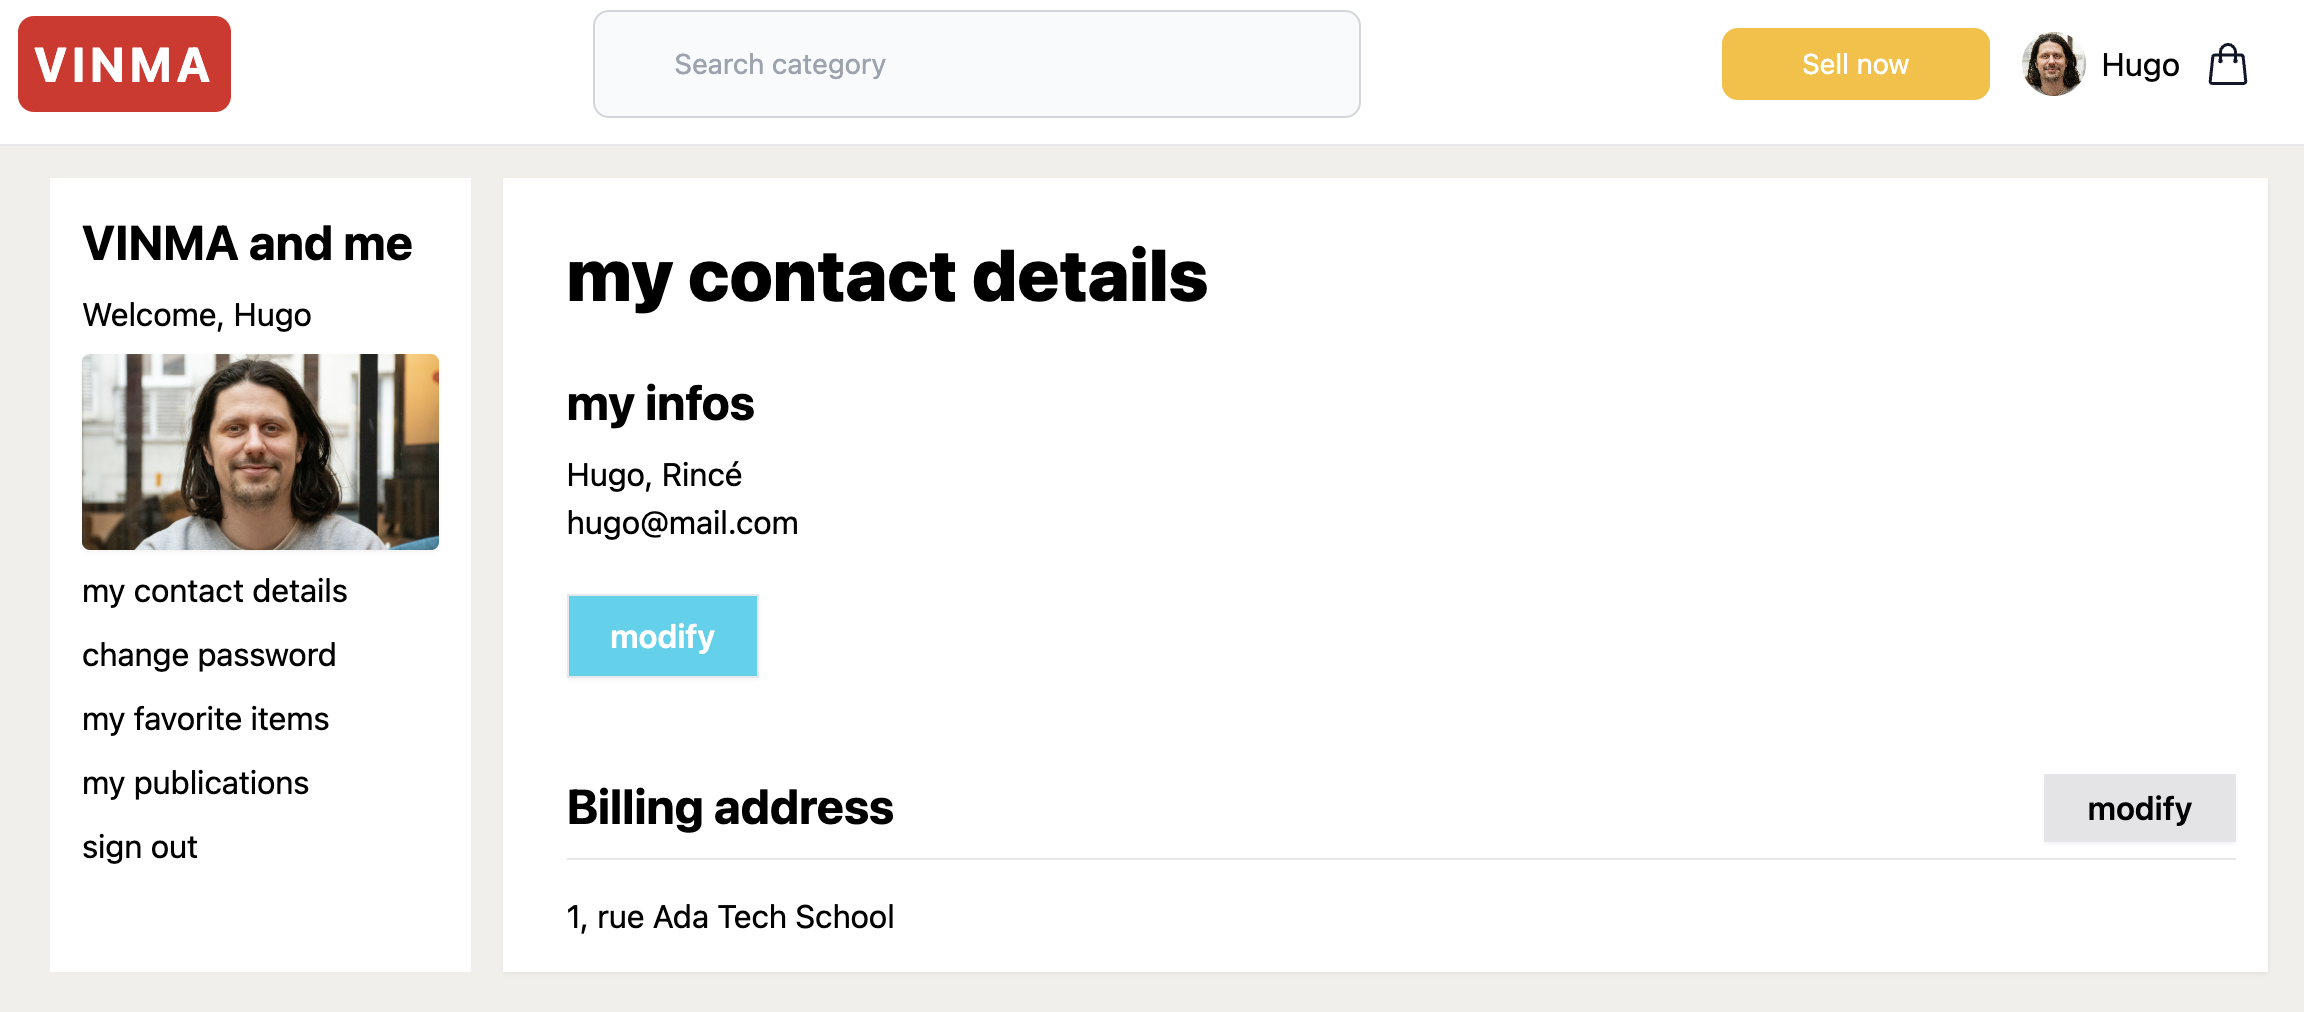 VINMA
Search category
Sell now
Hugo
VINMA and me
Welcome, Hugo
my contact details
change password
my favorite items
my publications
sign out
my contact details
my infos
Hugo, Rincé
hugo@mail.com
modify
Billing address
modify
1, rue Ada Tech School